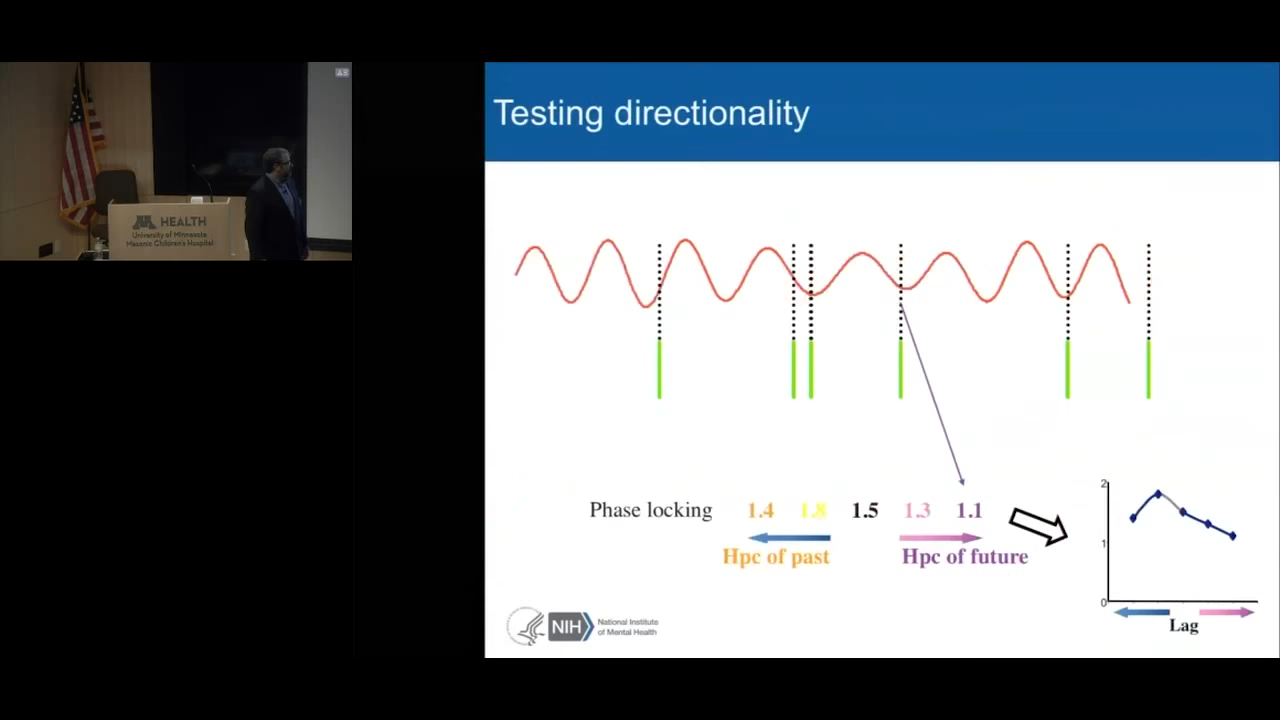 Testing directionality
HEALTH
University of Minnesota
Masonic Children's Hospital
Phase locking 1.4 1.8 1.5 1.3 1.1
Hpc of past
Hpc of future
2
1
0
Lag
NIH
National Institute
of Mental Health